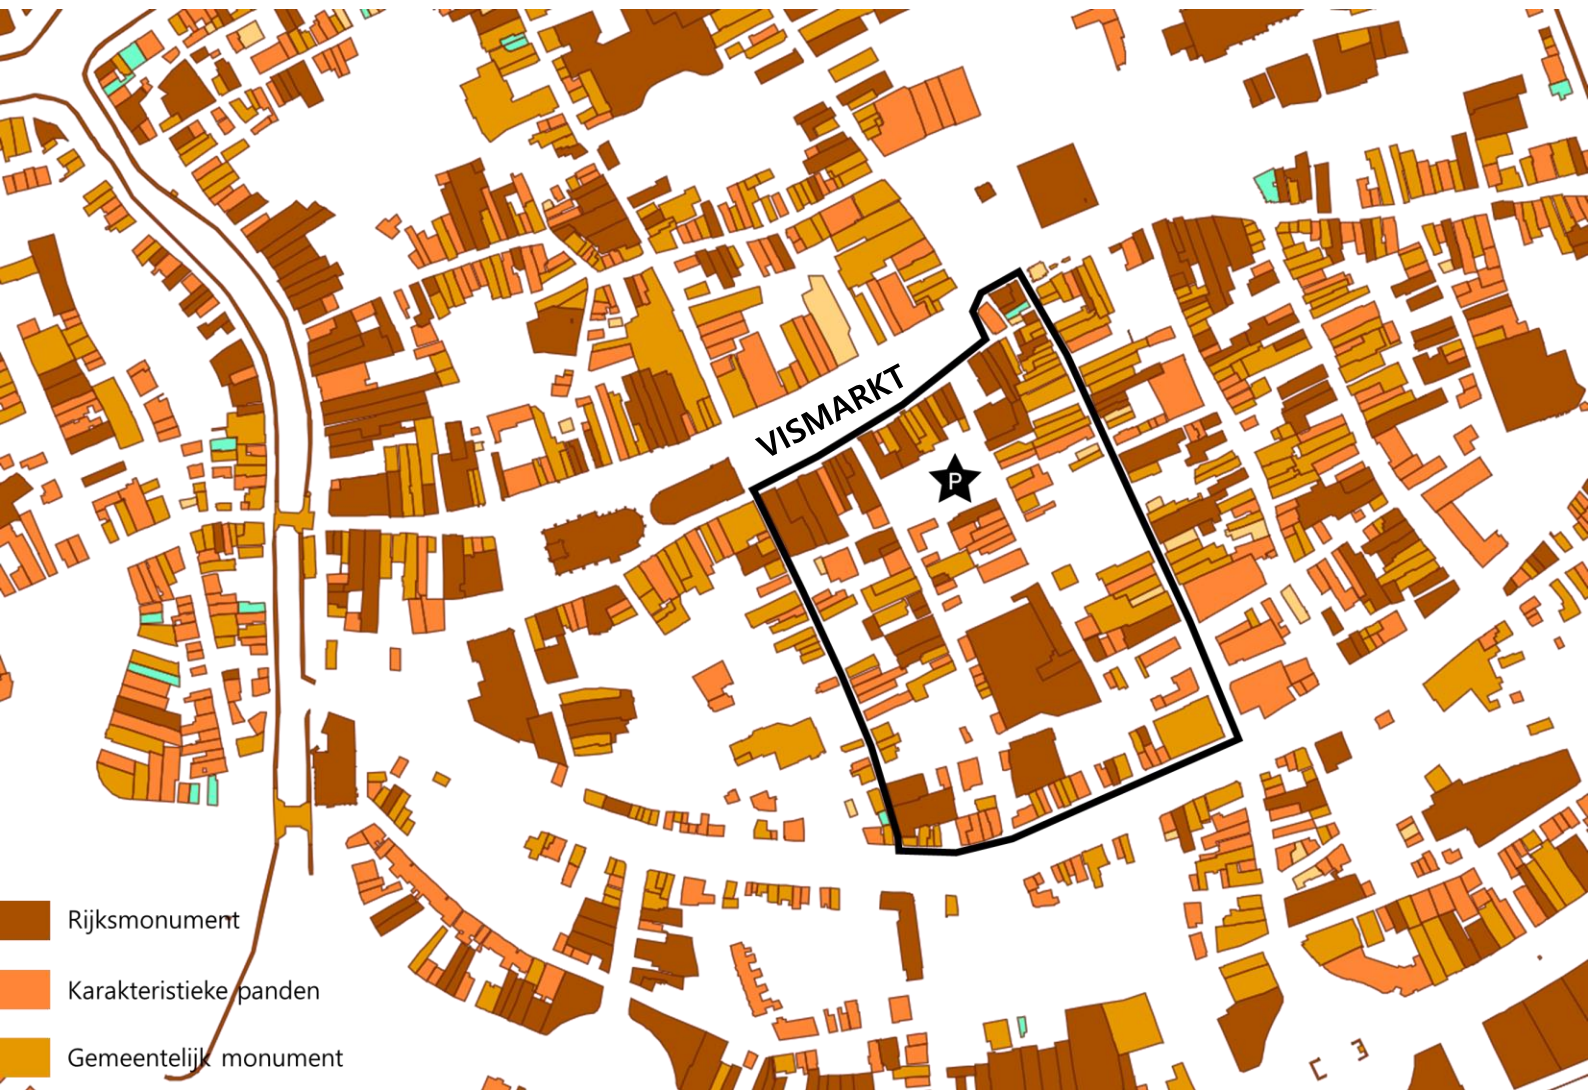 VISMARKT
P
Rijksmonument
Karakteristieke panden
Gemeentelijk monument